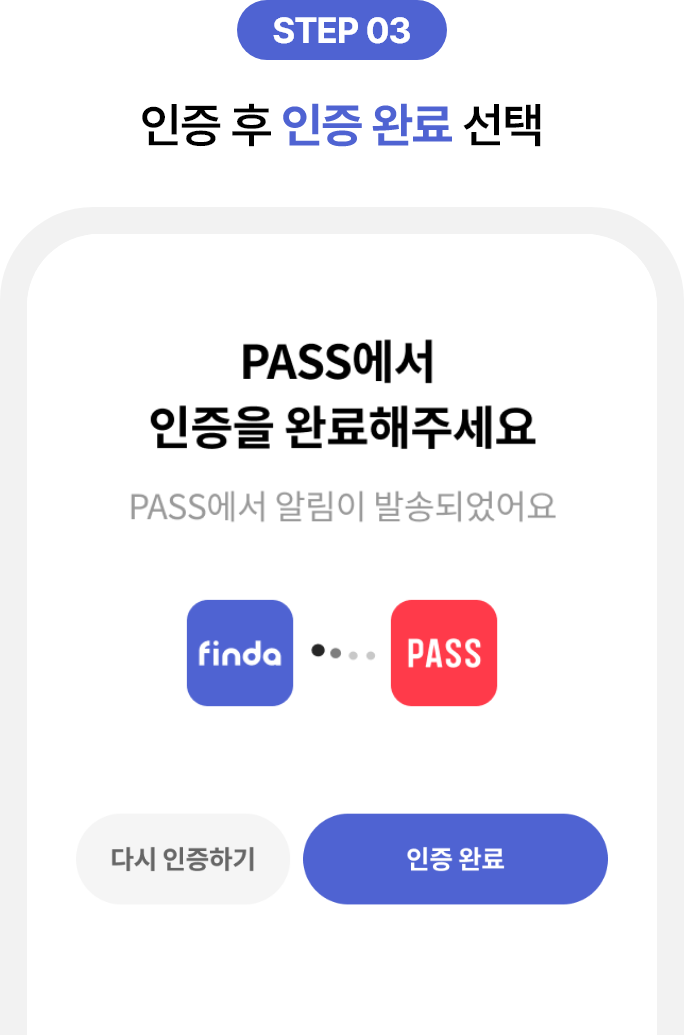 STEP 03
인증 후 인증 완료 선택
PASS에서
인증을 완료해주세요
PASS에서 알림이 발송되었어요
finda
PASS
다시 인증하기
인증 완료